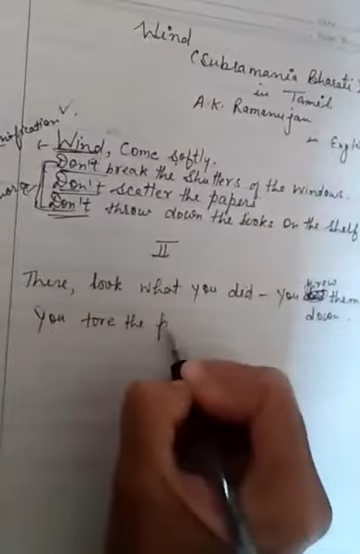 Wind
(Subramania Bharati
in Tamil
A.K. Ramanujan
in Engli
Wind, Come softly.
Don't break the shutters of the windows.
Don't scatter the papers
Don't throw down the books on the shelf
II
There, look what you did - you threw them down.
You tore the p